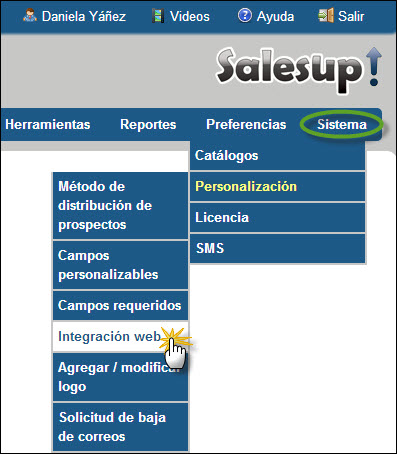 Daniela Yáñez Videos Ayuda Salir
Salesup!
Herramientas Reportes Preferencias Sistema
Catálogos
Personalización
Licencia
SMS
Método de
distribución de
prospectos
Campos
personalizables
Campos requeridos
Integración web
Agregar / modificar
logo
Solicitud de baja
de correos